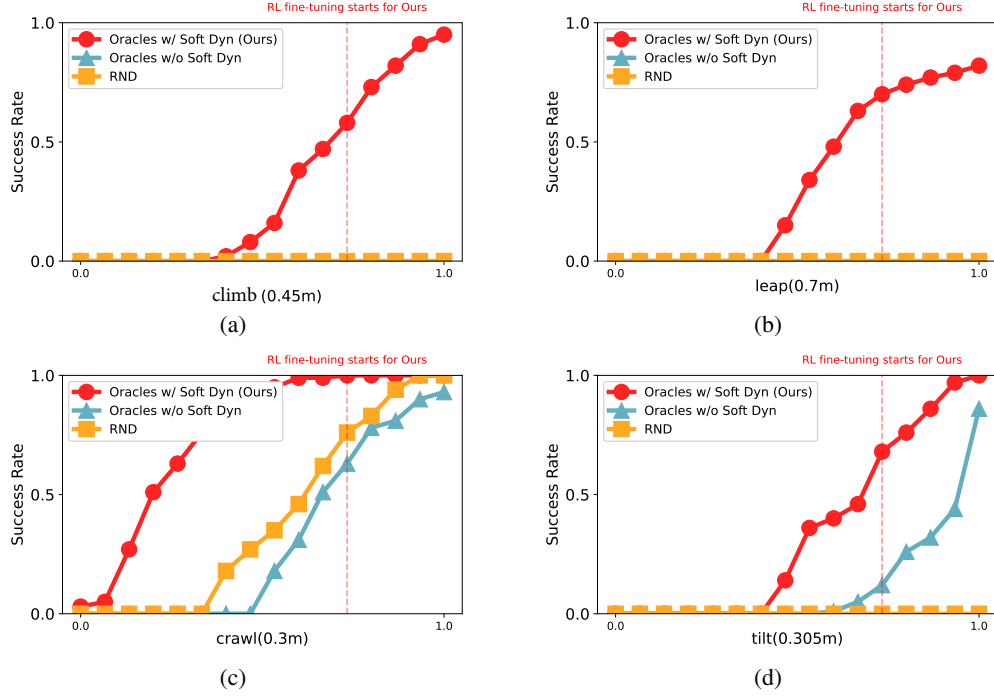 RL fine-tuning starts for Ours
1.0
Oracles w/ Soft Dyn (Ours)
Oracles w/o Soft Dyn
RND
Success Rate
0.5
0.0
0.0
1.0
climb (0.45m)
(a)
RL fine-tuning starts for Ours
1.0
Oracles w/ Soft Dyn (Ours)
Oracles w/o Soft Dyn
RND
Success Rate
0.5
0.0
0.0
1.0
leap(0.7m)
(b)
RL fine-tuning starts for Ours
1.0
Oracles w/ Soft Dyn (Ours)
Oracles w/o Soft Dyn
RND
Success Rate
0.5
0.0
0.0
1.0
crawl(0.3m)
(c)
RL fine-tuning starts for Ours
1.0
Oracles w/ Soft Dyn (Ours)
Oracles w/o Soft Dyn
RND
Success Rate
0.5
0.0
0.0
1.0
tilt(0.305m)
(d)